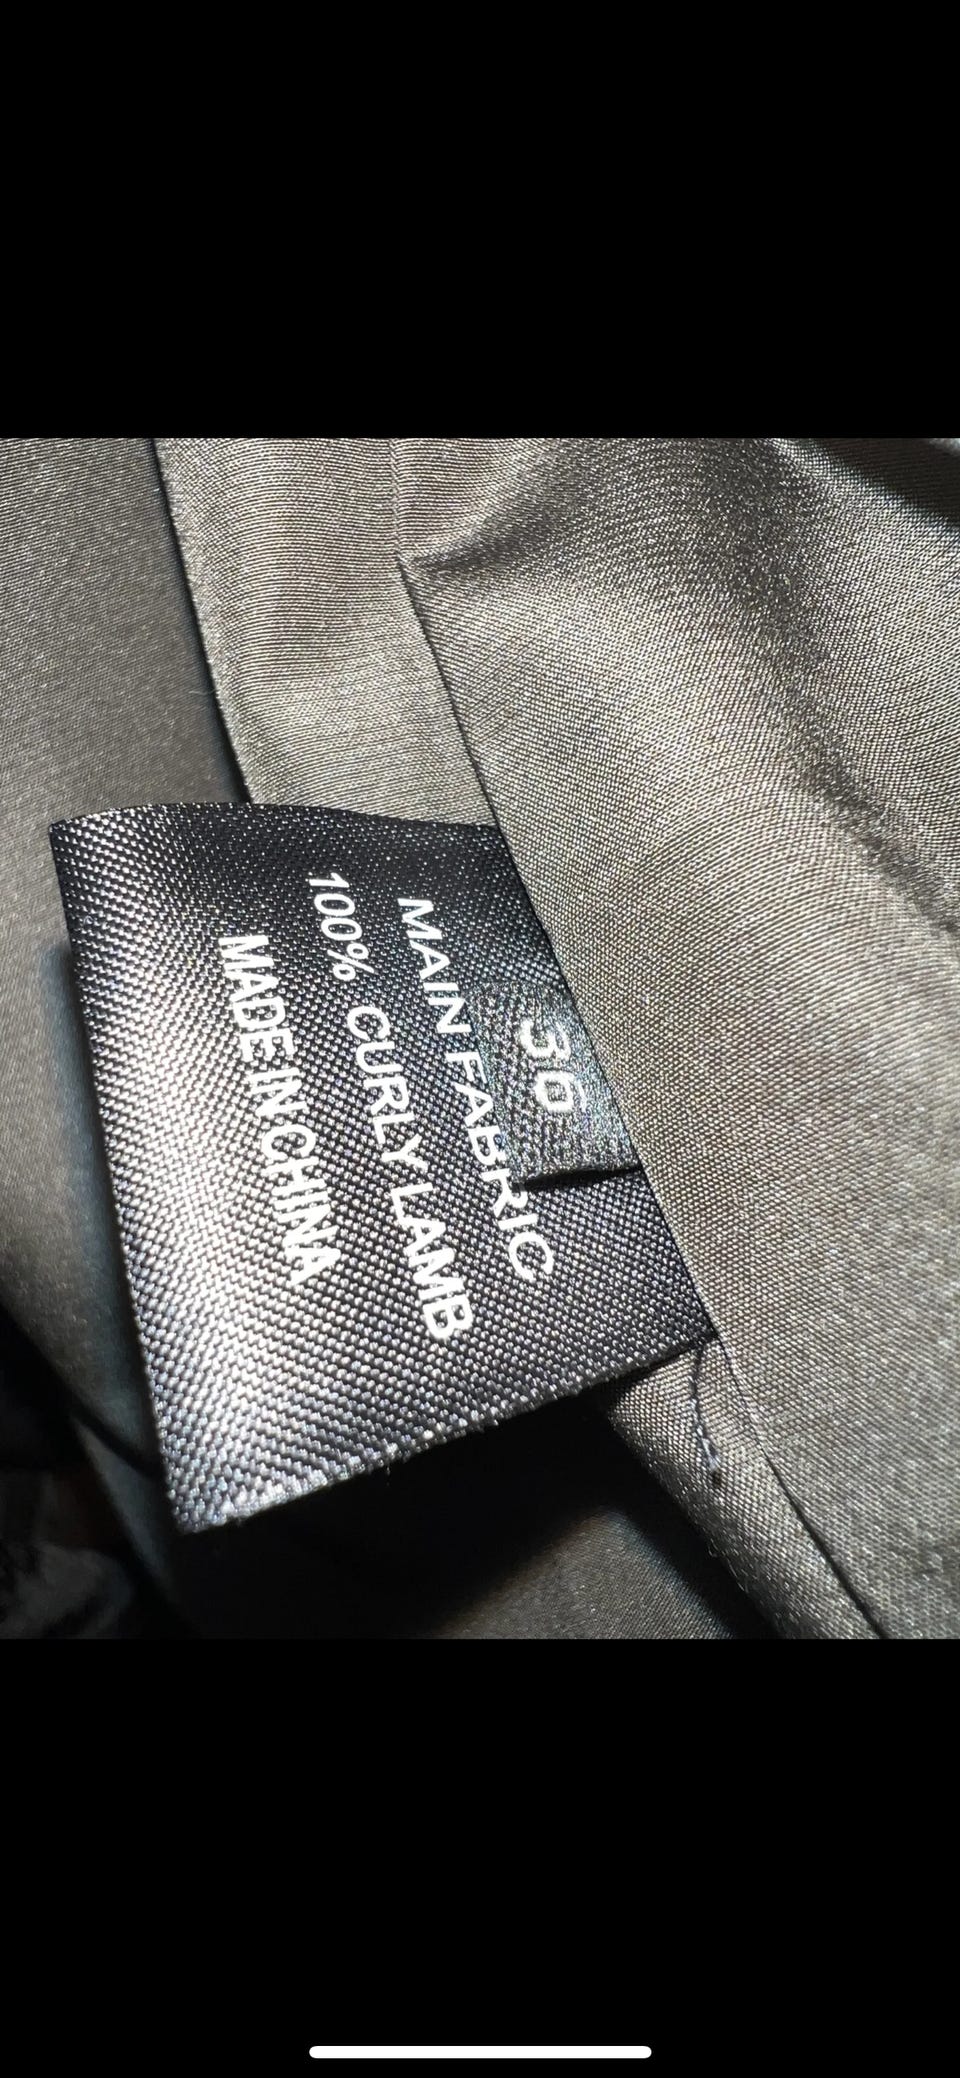 36
MAIN FABRIC
100% CURLY LAMB
MADE IN CHINA